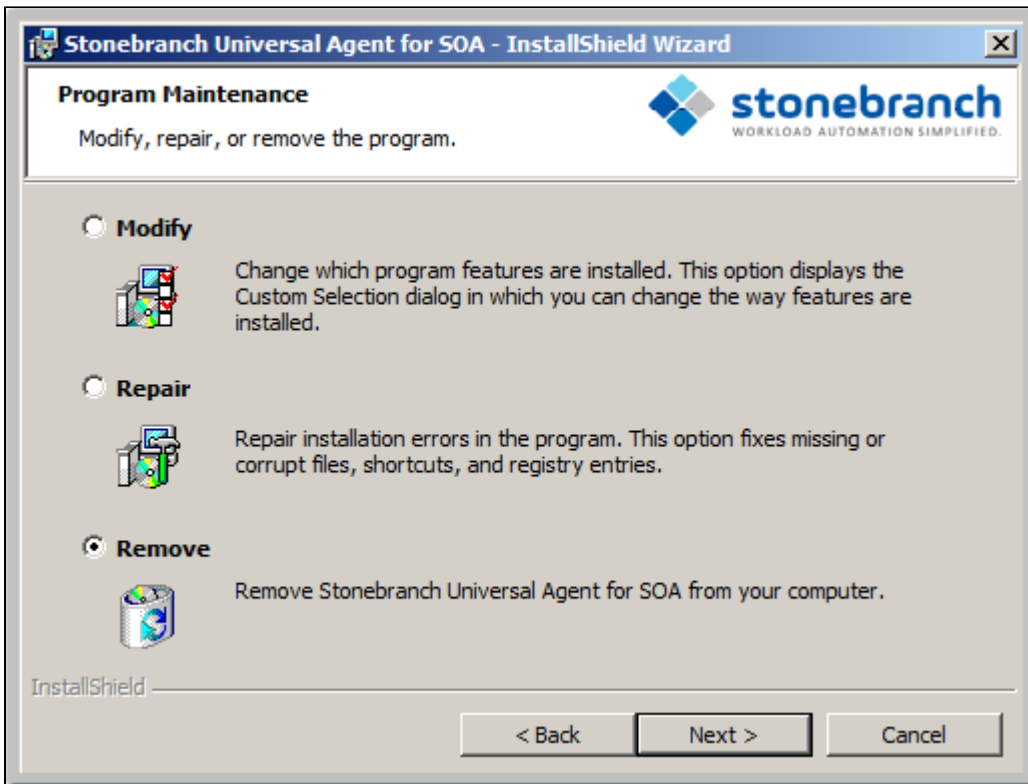 Stonebranch Universal Agent for SOA - InstallShield Wizard
Program Maintenance
Modify, repair, or remove the program.
stonebranch
WORKLOAD AUTOMATION SIMPLIFIED.
Modify
Change which program features are installed. This option displays the
Custom Selection dialog in which you can change the way features are
installed.
Repair
Repair installation errors in the program. This option fixes missing or
corrupt files, shortcuts, and registry entries.
Remove
Remove Stonebranch Universal Agent for SOA from your computer.
InstallShield
< Back
Next >
Cancel